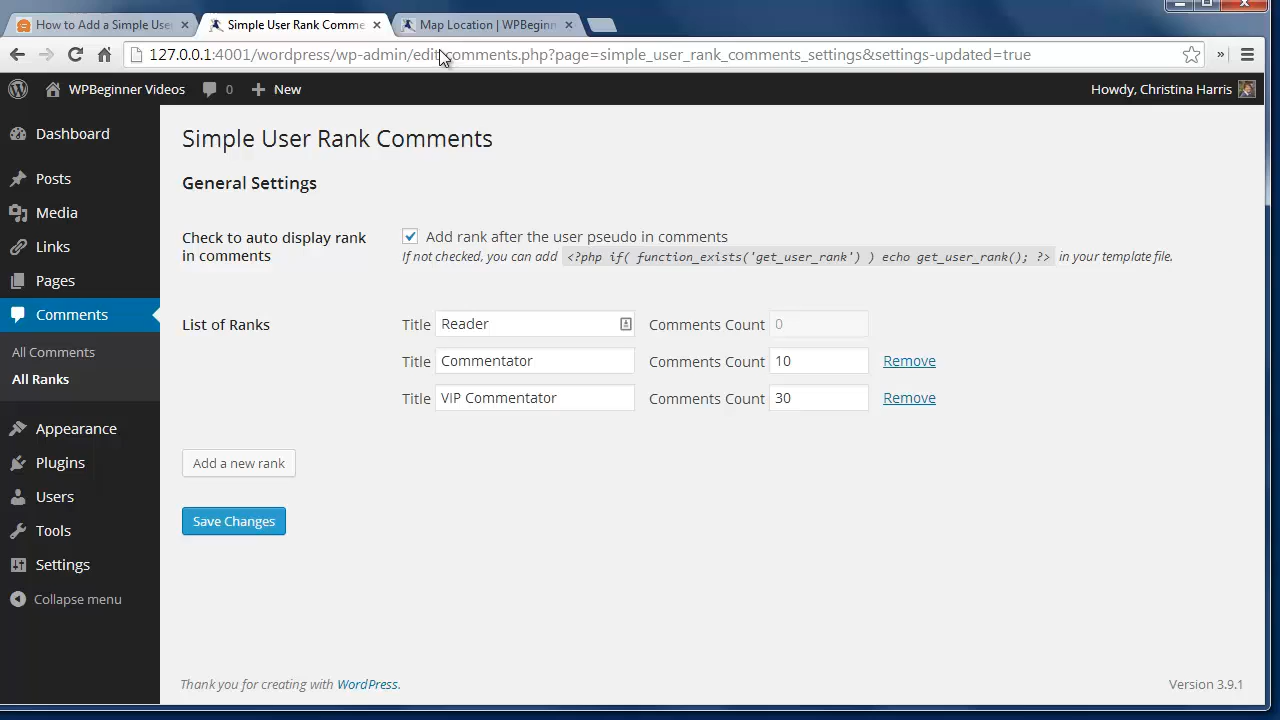 How to Add a Simple Use
Simple User Rank Comme
Map Location | WPBeginn
127.0.0.1:4001/wordpress/wp-admin/edit-comments.php?page=simple_user_rank_comments_settings&settings-updated=true
WPBeginner Videos 0 + New
Howdy, Christina Harris
Dashboard
Posts
Media
Links
Pages
Comments
All Comments
All Ranks
Appearance
Plugins
Users
Tools
Settings
Collapse menu
Simple User Rank Comments
General Settings
Check to auto display rank
in comments
Add rank after the user pseudo in comments
If not checked, you can add <?php if( function_exists('get_user_rank') ) echo get_user_rank(); ?> in your template file.
List of Ranks
Title Reader Comments Count 0
Title Commentator Comments Count 10 Remove
Title VIP Commentator Comments Count 30 Remove
Add a new rank
Save Changes
Thank you for creating with WordPress.
Version 3.9.1